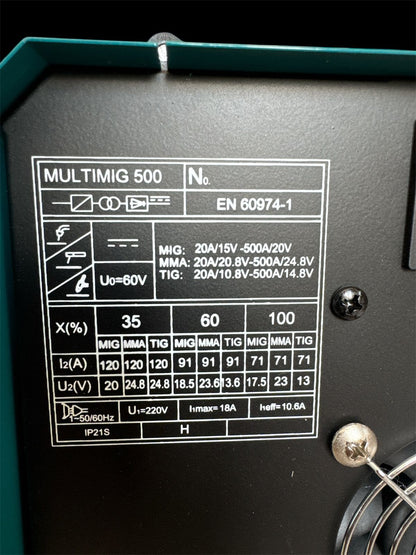 MULTIMIG 500
No.
EN 60974-1
U0=60V
MIG: 20A/15V -500A/20V
MMA: 20A/20.8V-500A/24.8V
TIG: 20A/10.8V-500A/14.8V
X(%) 35 60 100
MIG MMA TIG MIG MMA TIG MIG MMA TIG
I2(A) 120 120 120 91 91 91 71 71 71
U2(V) 20 24.8 24.8 18.5 23.6 13.6 17.5 23 13
1~50/60Hz U1=220V I1max=18A Ieff=10.6A
IP21S H